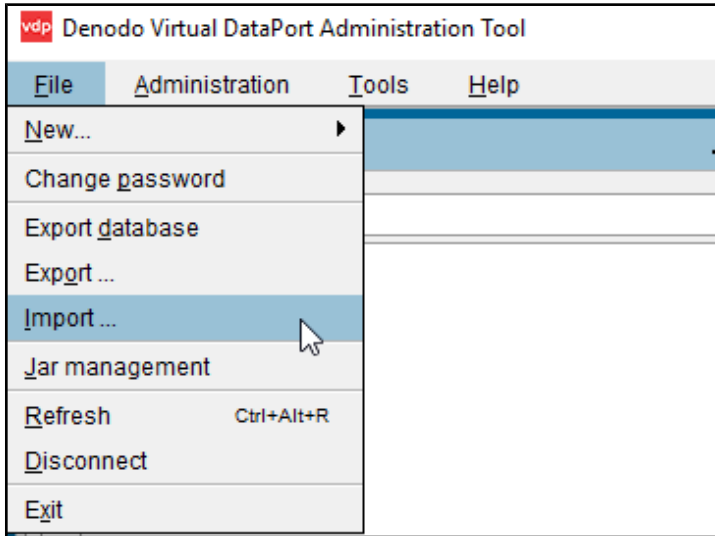 vdp Denodo Virtual DataPort Administration Tool
File Administration Tools Help
New...
Change password
Export database
Export ...
Import ...
Jar management
Refresh Ctrl+Alt+R
Disconnect
Exit